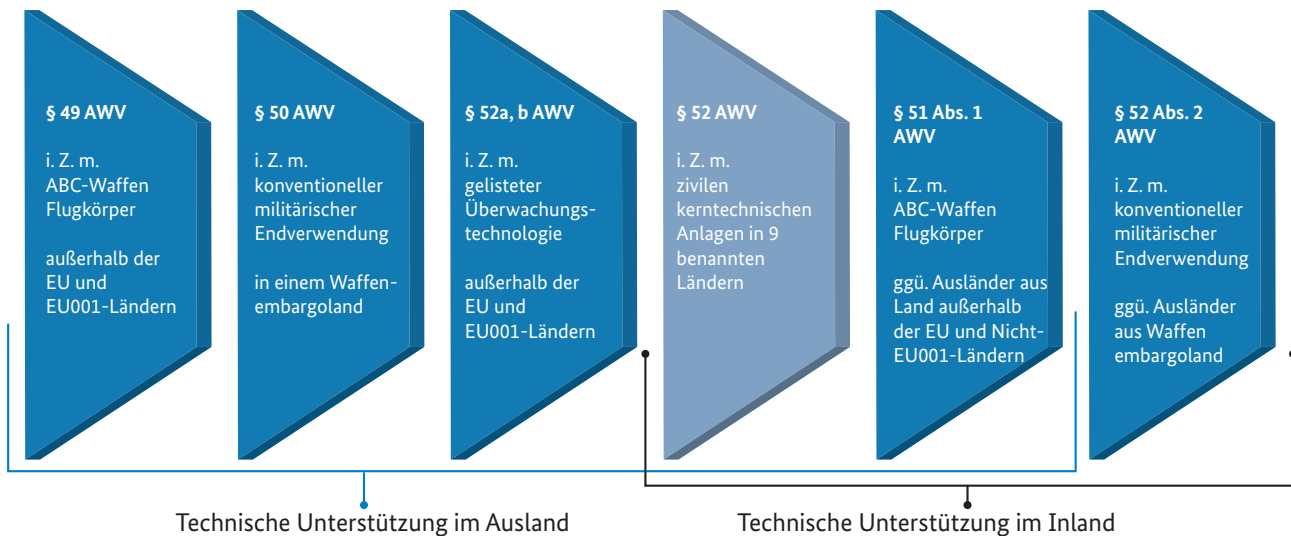 § 49 AWV
i. Z. m.
ABC-Waffen
Flugkörper
außerhalb der
EU und
EU001-Ländern
§ 50 AWV
i. Z. m.
konventioneller
militärischer
Endverwendung
in einem Waffen-
embargoland
§ 52a, b AWV
i. Z. m.
gelisteter
Überwachungs-
technologie
außerhalb der
EU und
EU001-Ländern
§ 52 AWV
i. Z. m.
zivilen
kerntechnischen
Anlagen in 9
benannten
Ländern
§ 51 Abs. 1
AWV
i. Z. m.
ABC-Waffen
Flugkörper
ggü. Ausländer aus
Land außerhalb
der EU und Nicht-
EU001-Ländern
§ 52 Abs. 2
AWV
i. Z. m.
konventioneller
militärischer
Endverwendung
ggü. Ausländer
aus Waffen
embargoland
Technische Unterstützung im Ausland
Technische Unterstützung im Inland